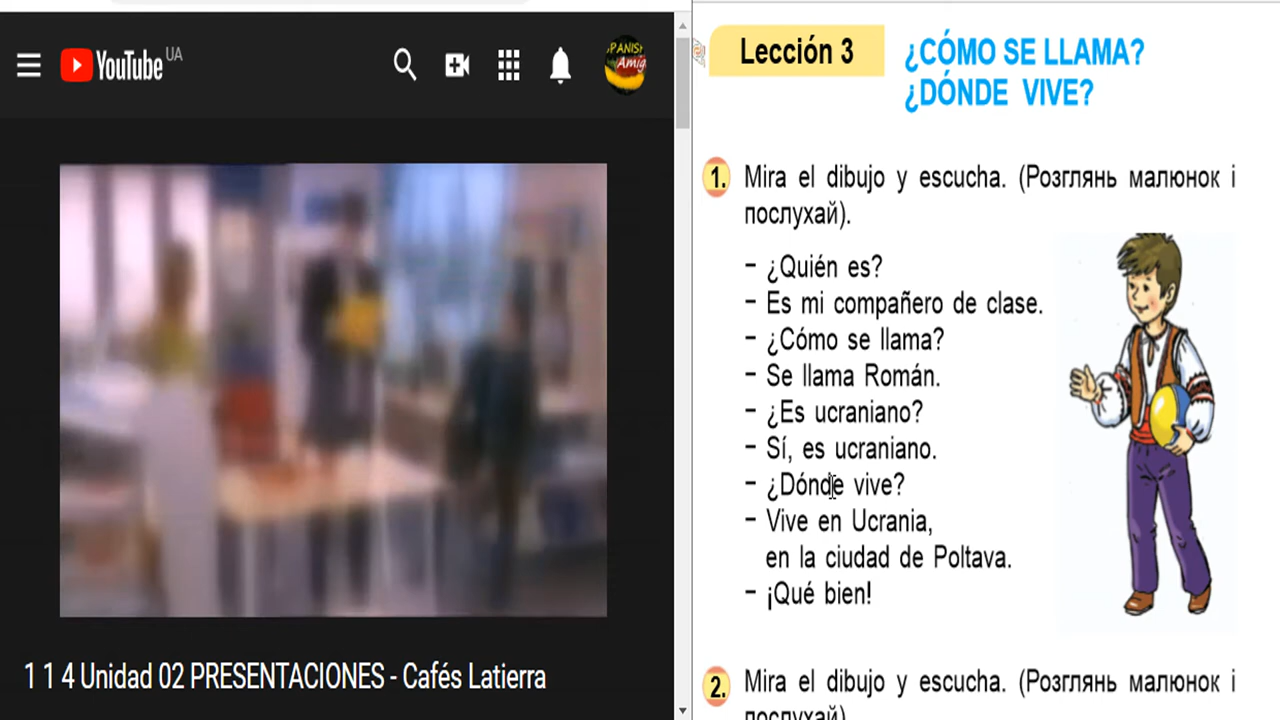 YouTube UA
SPANISH
Amig
1 1 4 Unidad 02 PRESENTACIONES - Cafés Latierra
Lección 3
¿CÓMO SE LLAMA?
¿DÓNDE VIVE?
1. Mira el dibujo y escucha. (Розглянь малюнок і
послухай).
– ¿Quién es?
– Es mi compañero de clase.
– ¿Cómo se llama?
– Se llama Román.
– ¿Es ucraniano?
– Sí, es ucraniano.
– ¿Dónde vive?
– Vive en Ucrania,
en la ciudad de Poltava.
– ¡Qué bien!
2. Mira el dibujo y escucha. (Розглянь малюнок і
послухай)